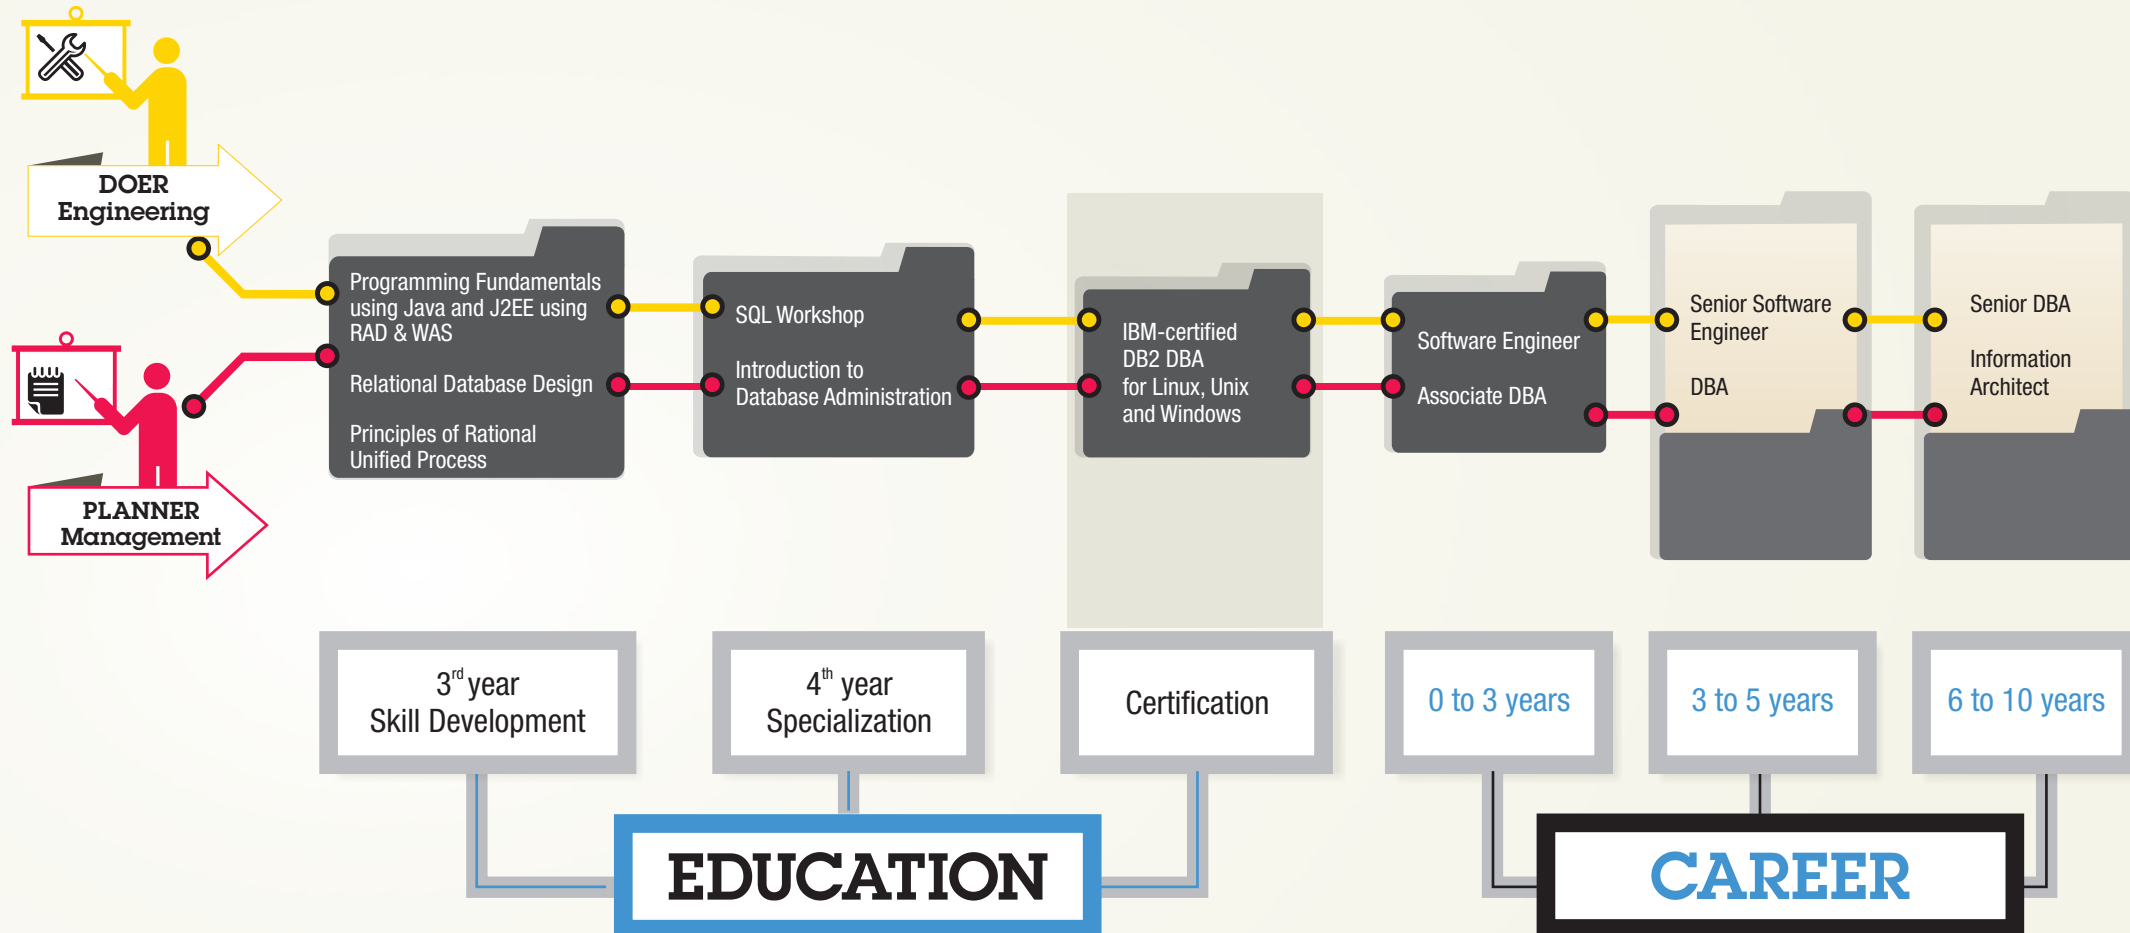 DOER
Engineering
PLANNER
Management
Programming Fundamentals
using Java and J2EE using
RAD & WAS
Relational Database Design
Principles of Rational
Unified Process
SQL Workshop
Introduction to
Database Administration
IBM-certified
DB2 DBA
for Linux, Unix
and Windows
Software Engineer
Associate DBA
Senior Software
Engineer
DBA
Senior DBA
Information
Architect
3rd year
Skill Development
4th year
Specialization
Certification
0 to 3 years
3 to 5 years
6 to 10 years
EDUCATION
CAREER